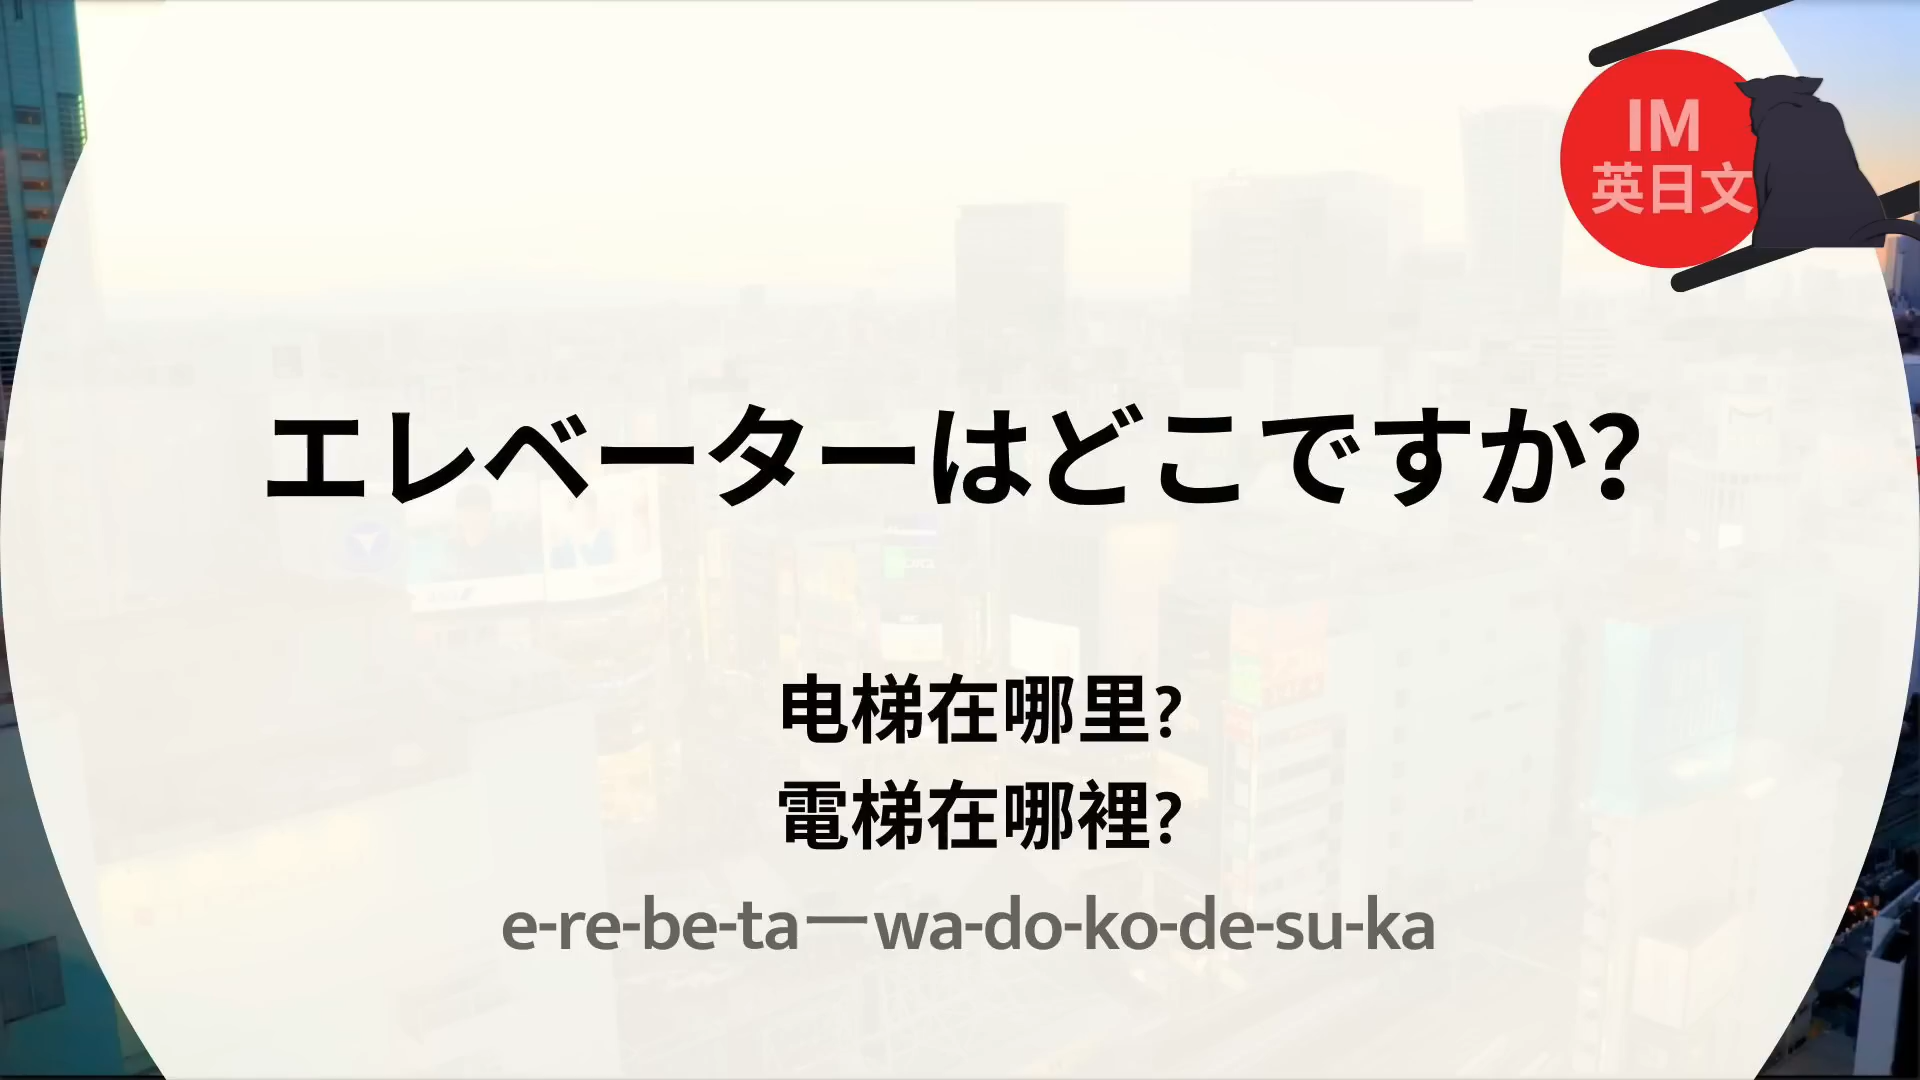 IM
英日文
エレベーターはどこですか?
电梯在哪里?
電梯在哪裡?
e-re-be-taーwa-do-ko-de-su-ka